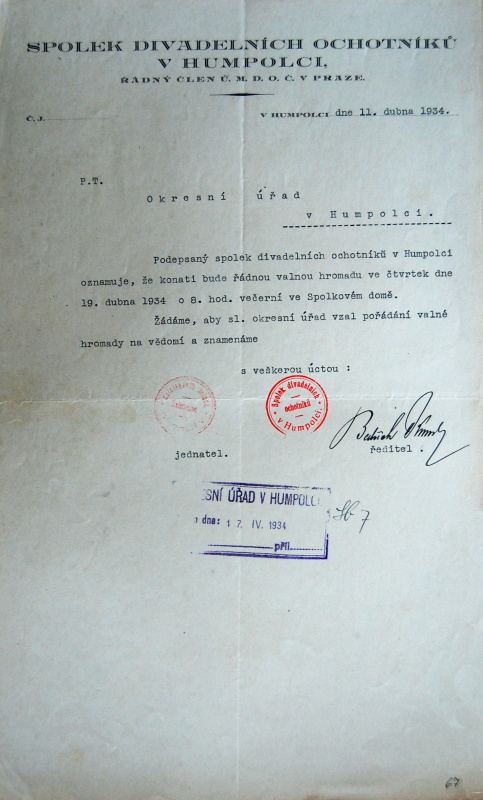 SPOLEK DIVADELNÍCH OCHOTNÍKŮ
V HUMPOLCI,
ŘÁDNÝ ČLEN Ú. M. D. O. Č. V PRAZE.
Č. J.
V HUMPOLCI dne 11. dubna 1934.
P.T.
Okresní úřad
v Humpolci.
Podepsaný spolek divadelních ochotníků v Humpolci
oznamuje, že konati bude řádnou valnou hromadu ve čtvrtek dne
19. dubna 1934 o 8. hod. večerní ve Spolkovém domě.
Žádáme, aby sl. okresní úřad vzal pořádání valné
hromady na vědomí a znamenáme
s veškerou úctou :
Spolek divadelních
ochotníků
v Humpolci.
Bedřich
jednatel.
ředitel .
ESNÍ ÚŘAD V HUMPOLCI
dne: 17. IV. 1934
příl.
67